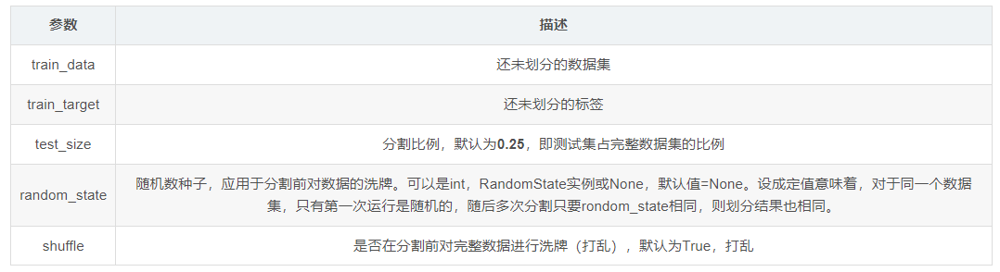 参数 描述
train_data 还未划分的数据集
train_target 还未划分的标签
test_size 分割比例，默认为0.25，即测试集占完整数据集的比例
random_state 随机数种子，应用于分割前对数据的洗牌。可以是int，RandomState实例或None，默认值=None。设成定值意味着，对于同一个数据
集，只有第一次运行是随机的，随后多次分割只要rondom_state相同，则划分结果也相同。
shuffle 是否在分割前对完整数据进行洗牌（打乱），默认为True，打乱